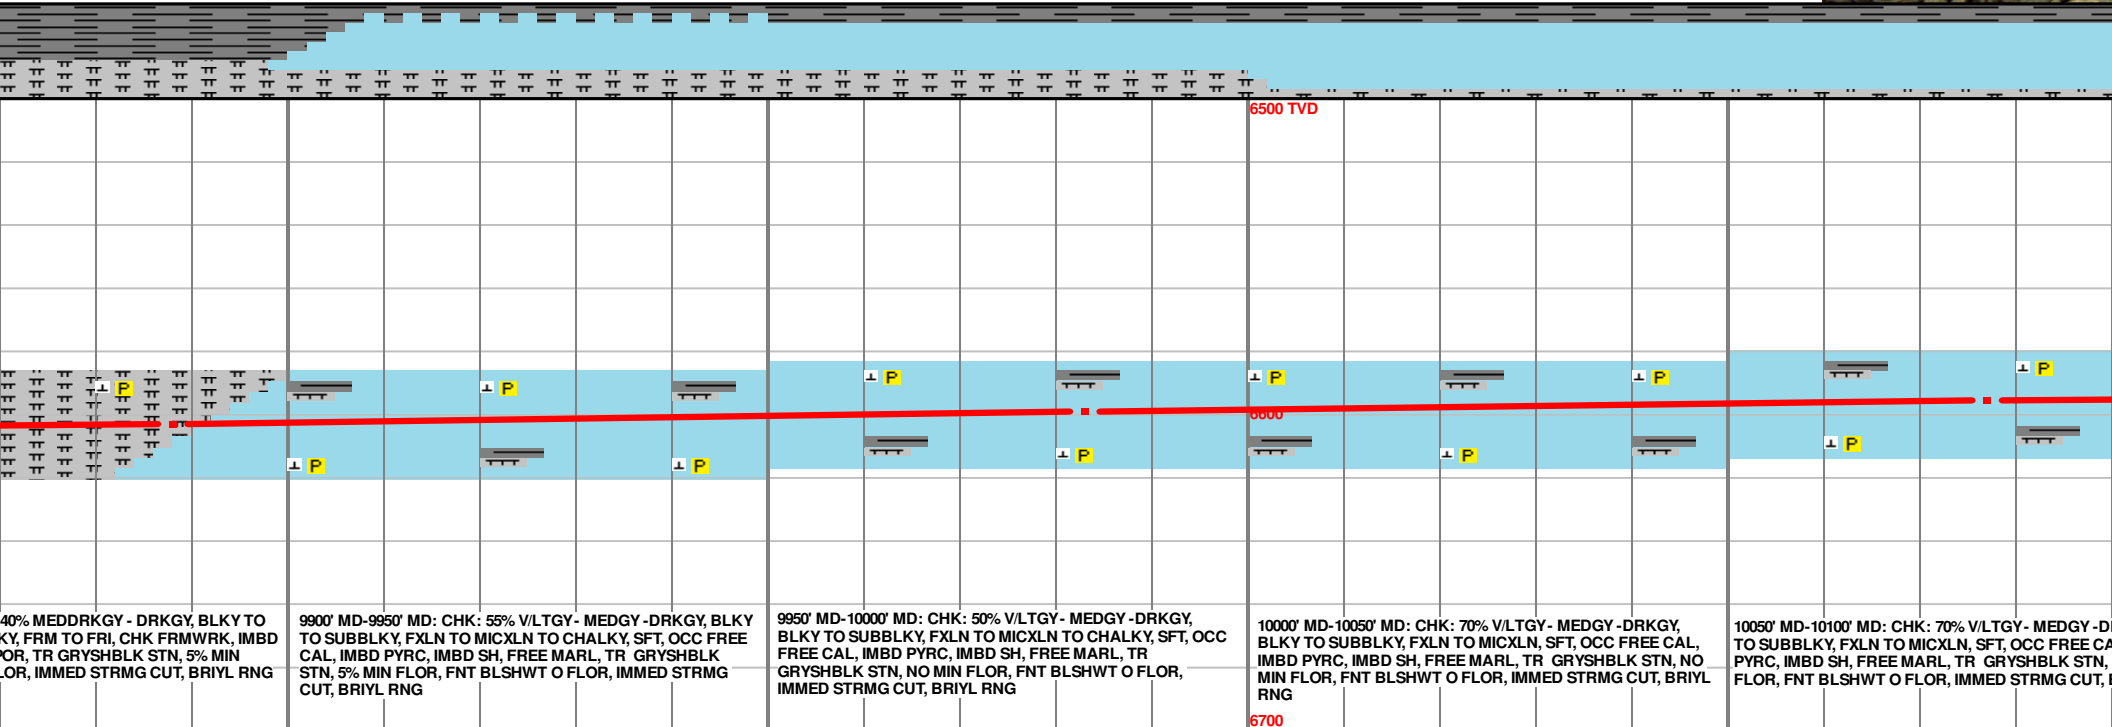 6500 TVD
P P P P P P P P P
6600
P P P P P
40% MEDDRKGY - DRKGY, BLKY TO
KY, FRM TO FRI, CHK FRMWRK, IMBD
POR, TR GRYSHBLK STN, 5% MIN
LOR, IMMED STRMG CUT, BRIYL RNG
9900' MD-9950' MD: CHK: 55% V/LTGY- MEDGY -DRKGY, BLKY
TO SUBBLKY, FXLN TO MICXLN TO CHALKY, SFT, OCC FREE
CAL, IMBD PYRC, IMBD SH, FREE MARL, TR GRYSHBLK
STN, 5% MIN FLOR, FNT BLSHWT O FLOR, IMMED STRMG
CUT, BRIYL RNG
9950' MD-10000' MD: CHK: 50% V/LTGY- MEDGY -DRKGY,
BLKY TO SUBBLKY, FXLN TO MICXLN TO CHALKY, SFT, OCC
FREE CAL, IMBD PYRC, IMBD SH, FREE MARL, TR
GRYSHBLK STN, NO MIN FLOR, FNT BLSHWT O FLOR,
IMMED STRMG CUT, BRIYL RNG
10000' MD-10050' MD: CHK: 70% V/LTGY- MEDGY -DRKGY,
BLKY TO SUBBLKY, FXLN TO MICXLN, SFT, OCC FREE CAL,
IMBD PYRC, IMBD SH, FREE MARL, TR GRYSHBLK STN, NO
MIN FLOR, FNT BLSHWT O FLOR, IMMED STRMG CUT, BRIYL
RNG
10050' MD-10100' MD: CHK: 70% V/LTGY- MEDGY -D
TO SUBBLKY, FXLN TO MICXLN, SFT, OCC FREE CA
PYRC, IMBD SH, FREE MARL, TR GRYSHBLK STN,
FLOR, FNT BLSHWT O FLOR, IMMED STRMG CUT,
6700